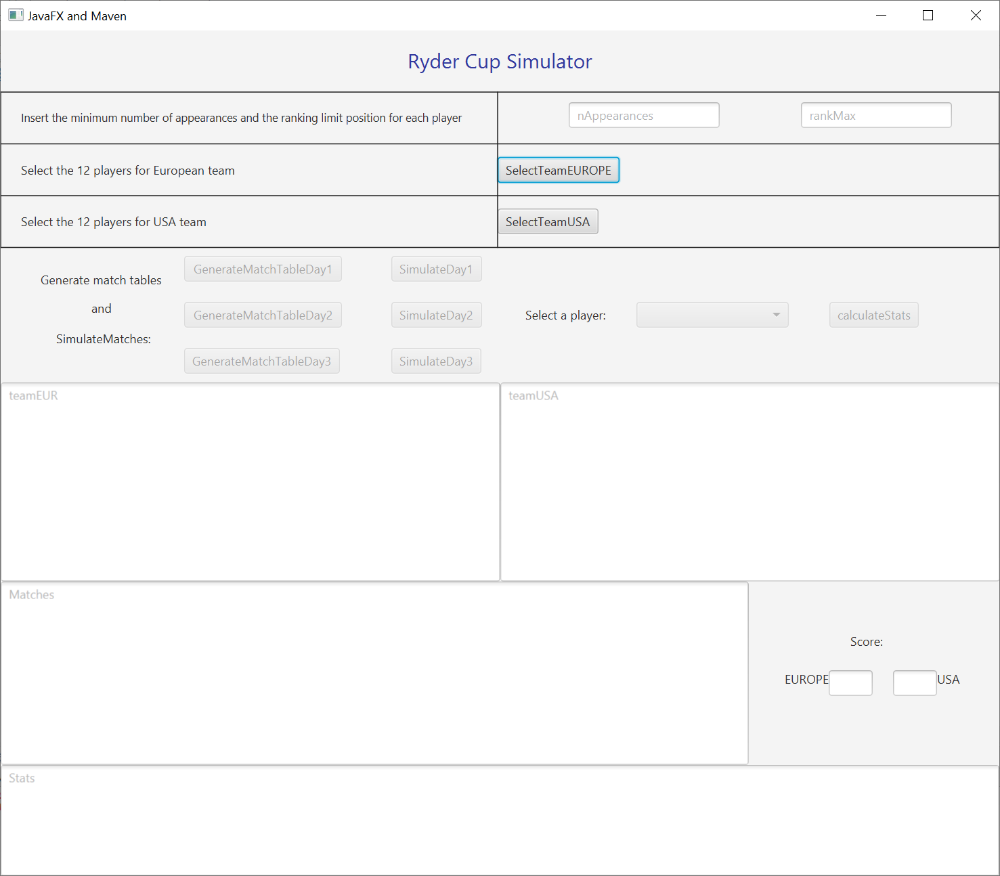 JavaFX and Maven
Ryder Cup Simulator
Insert the minimum number of appearances and the ranking limit position for each player
nAppearances
rankMax
Select the 12 players for European team
SelectTeamEUROPE
Select the 12 players for USA team
SelectTeamUSA
Generate match tables
and
SimulateMatches:
GenerateMatchTableDay1
SimulateDay1
GenerateMatchTableDay2
SimulateDay2
GenerateMatchTableDay3
SimulateDay3
Select a player:
calculateStats
teamEUR
teamUSA
Matches
Score:
EUROPE
USA
Stats